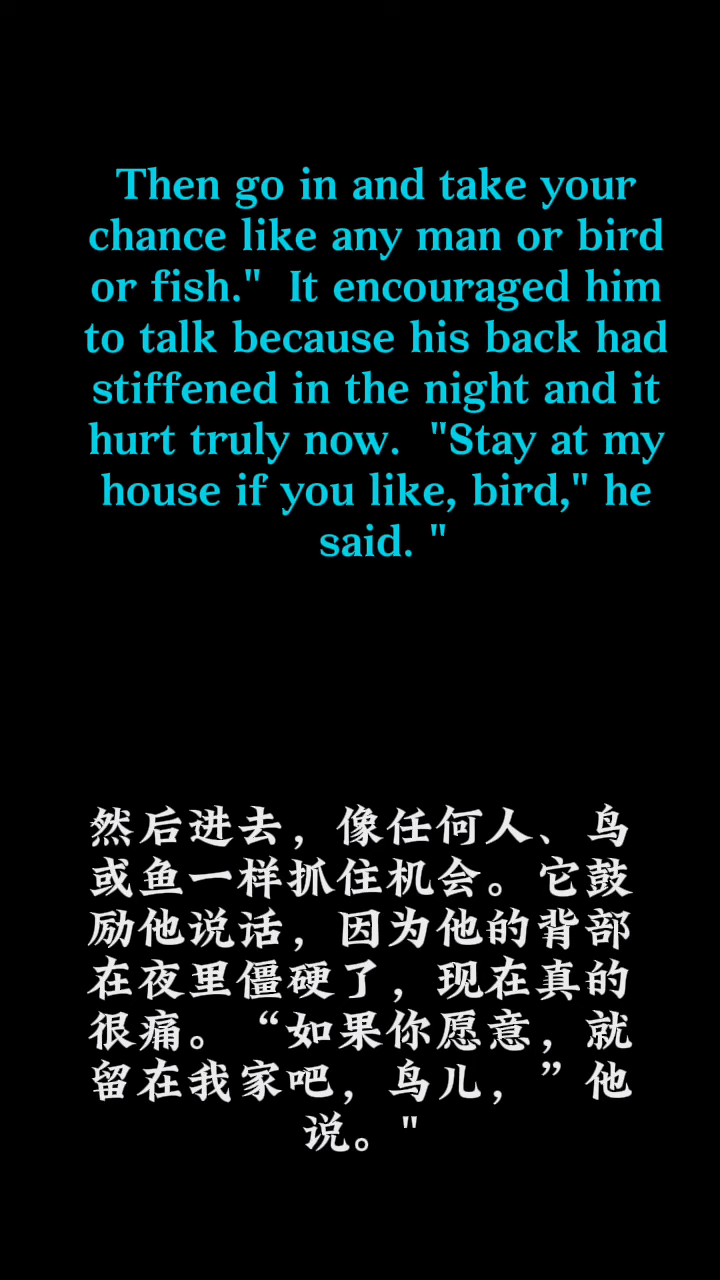 Then go in and take your
chance like any man or bird
or fish."  It encouraged him
to talk because his back had
stiffened in the night and it
hurt truly now.  "Stay at my
house if you like, bird," he
said. "
然后进去，像任何人、鸟
或鱼一样抓住机会。它鼓
励他说话，因为他的背部
在夜里僵硬了，现在真的
很痛。“如果你愿意，就
留在我家吧，鸟儿，”他
说。"